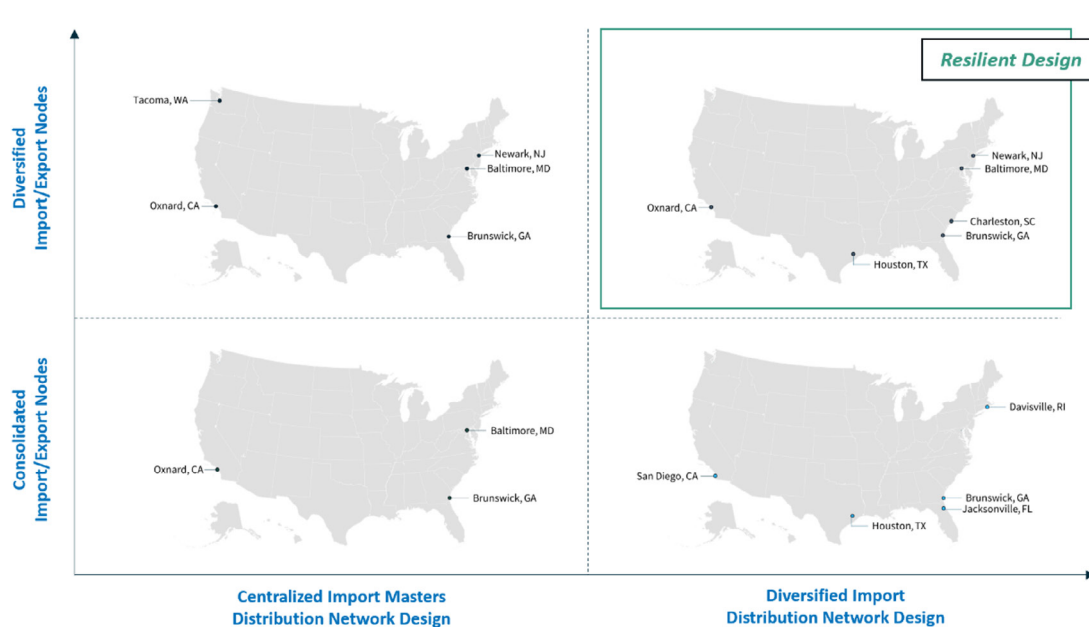 Resilient Design
Diversified
Import/Export Nodes
Tacoma, WA
Newark, NJ
Baltimore, MD
Oxnard, CA
Brunswick, GA
Newark, NJ
Baltimore, MD
Oxnard, CA
Charleston, SC
Brunswick, GA
Houston, TX
Consolidated
Import/Export Nodes
Baltimore, MD
Oxnard, CA
Brunswick, GA
Davisville, RI
San Diego, CA
Brunswick, GA
Jacksonville, FL
Houston, TX
Centralized Import Masters
Distribution Network Design
Diversified Import
Distribution Network Design